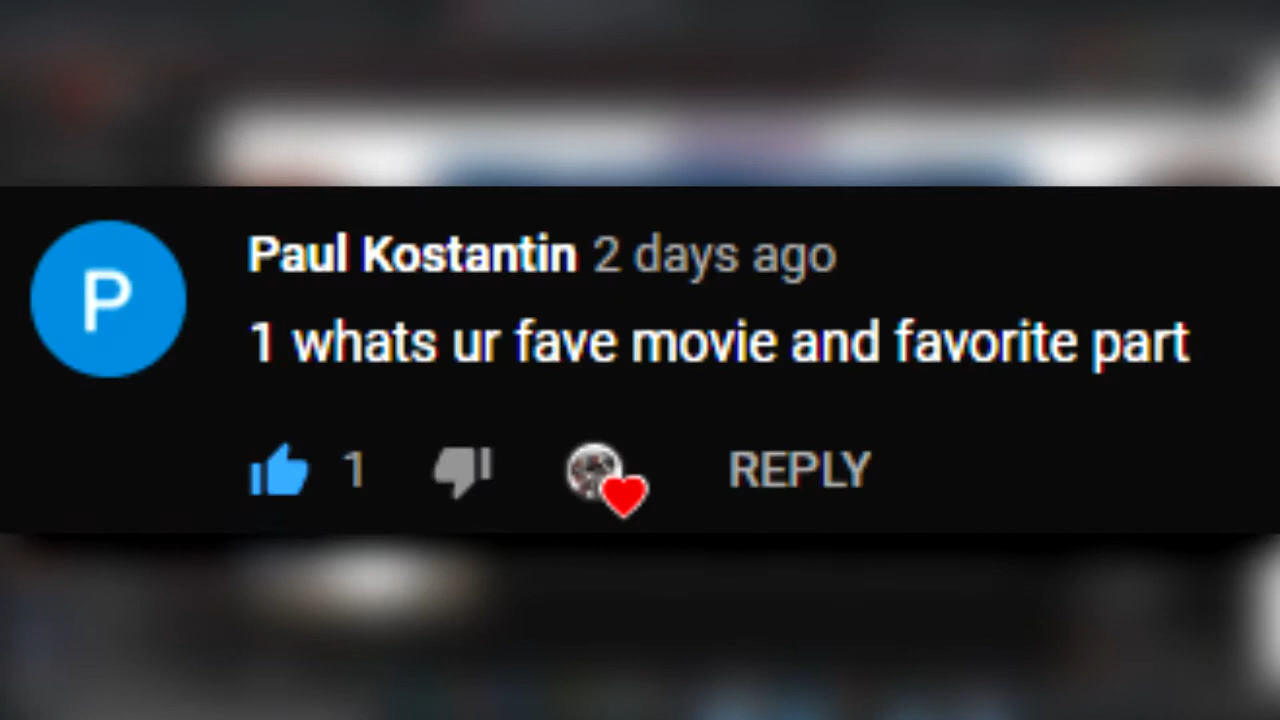 P
Paul Kostantin 2 days ago
1 whats ur fave movie and favorite part
1 REPLY